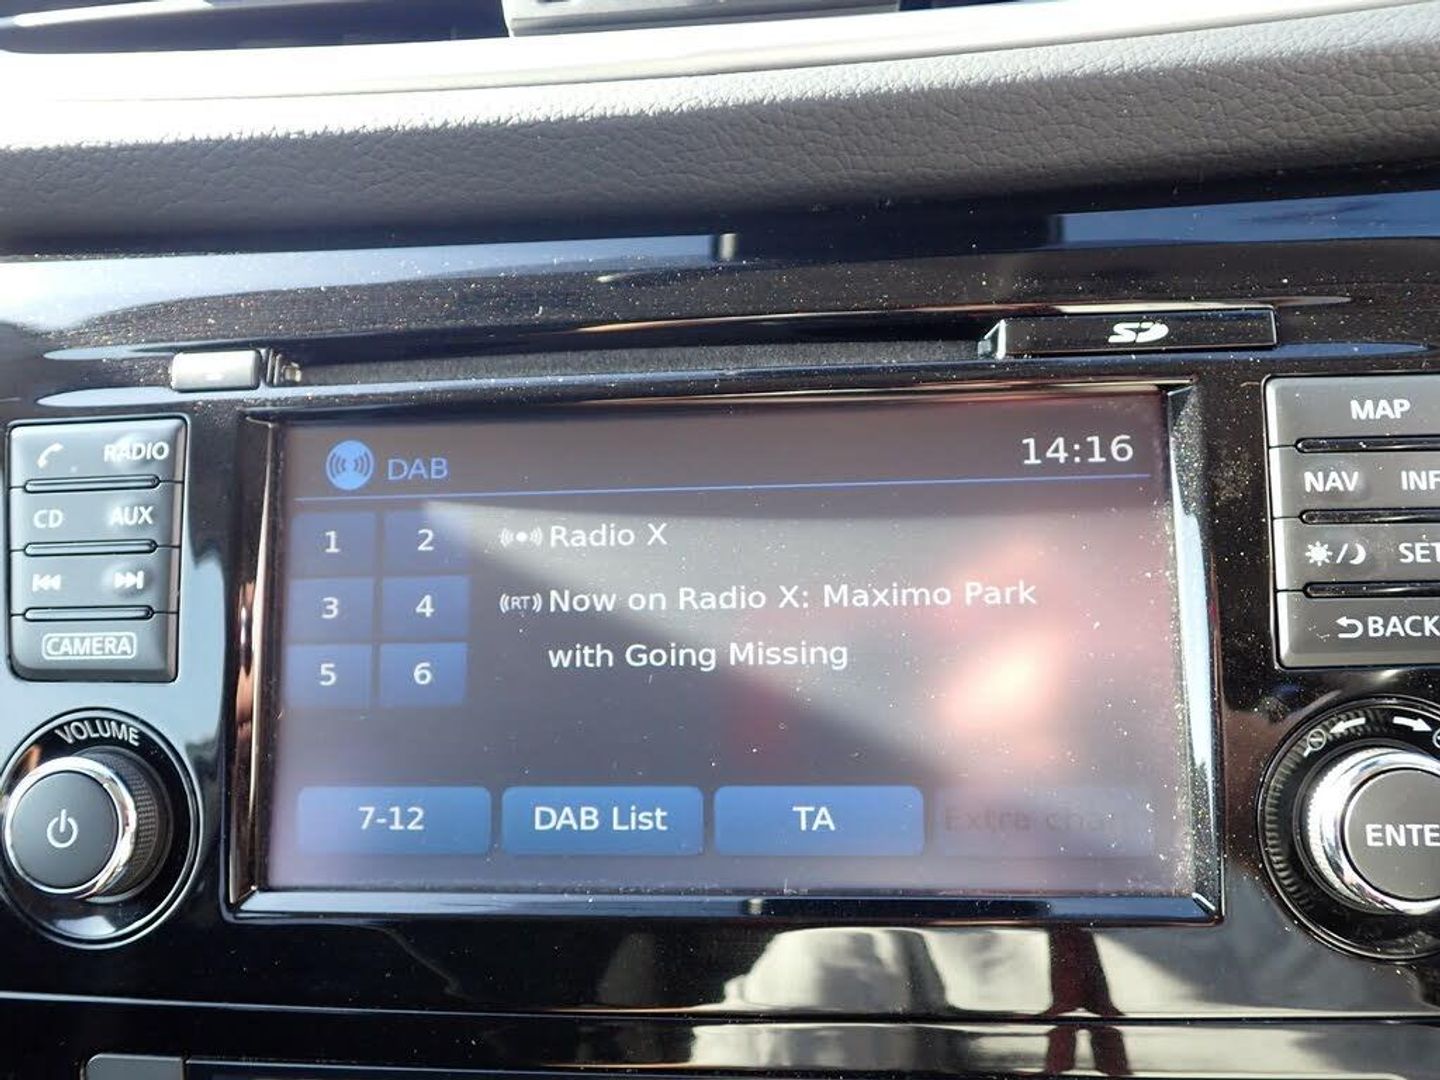 SD
RADIO
CD AUX
CAMERA
VOLUME
DAB
14:16
1 2
3 4
5 6
Radio X
(RT) Now on Radio X: Maximo Park
with Going Missing
7-12
DAB List
TA
Extra
MAP
NAV
BACK